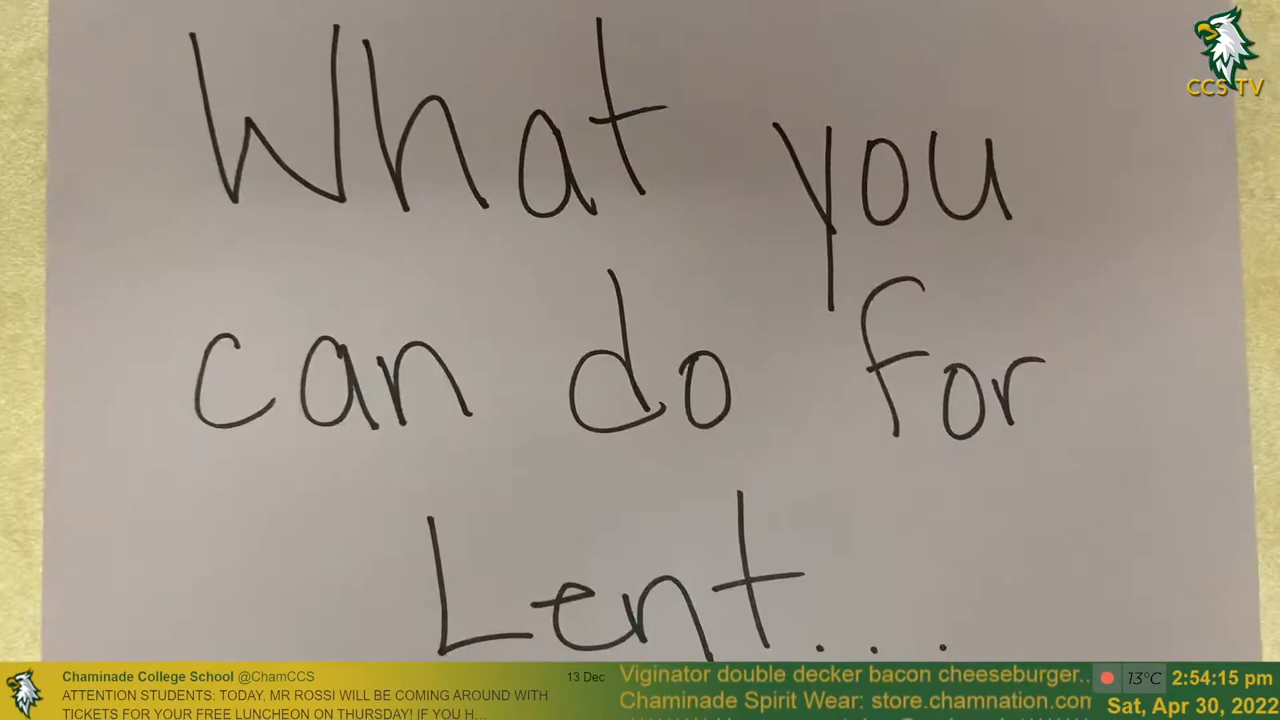 What you
can do for
Lent....
CCS TV
Chaminade College School @ChamCCS
13 Dec
ATTENTION STUDENTS: TODAY, MR ROSSI WILL BE COMING AROUND WITH
TICKETS FOR YOUR FREE LUNCHEON ON THURSDAY! IF YOU H...
Viginator double decker bacon cheeseburger..
Chaminade Spirit Wear: store.chamnation.com
13°C
2:54:15 pm
Sat, Apr 30, 2022